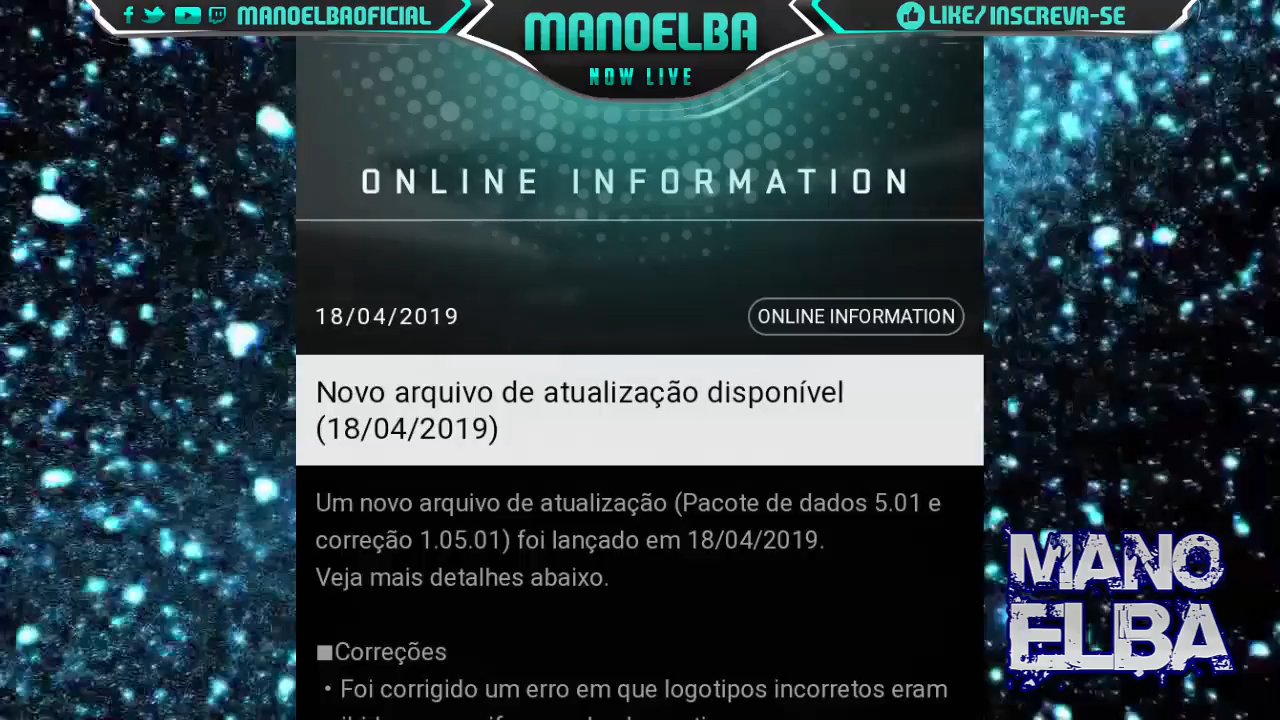 MANOELBAOFICIAL
MANOELBA
NOW LIVE
LIKE/INSCREVA-SE
ONLINE INFORMATION
18/04/2019
ONLINE INFORMATION
Novo arquivo de atualização disponível
(18/04/2019)
Um novo arquivo de atualização (Pacote de dados 5.01 e
correção 1.05.01) foi lançado em 18/04/2019.
Veja mais detalhes abaixo.
■Correções
・Foi corrigido um erro em que logotipos incorretos eram
MANO
ELBA